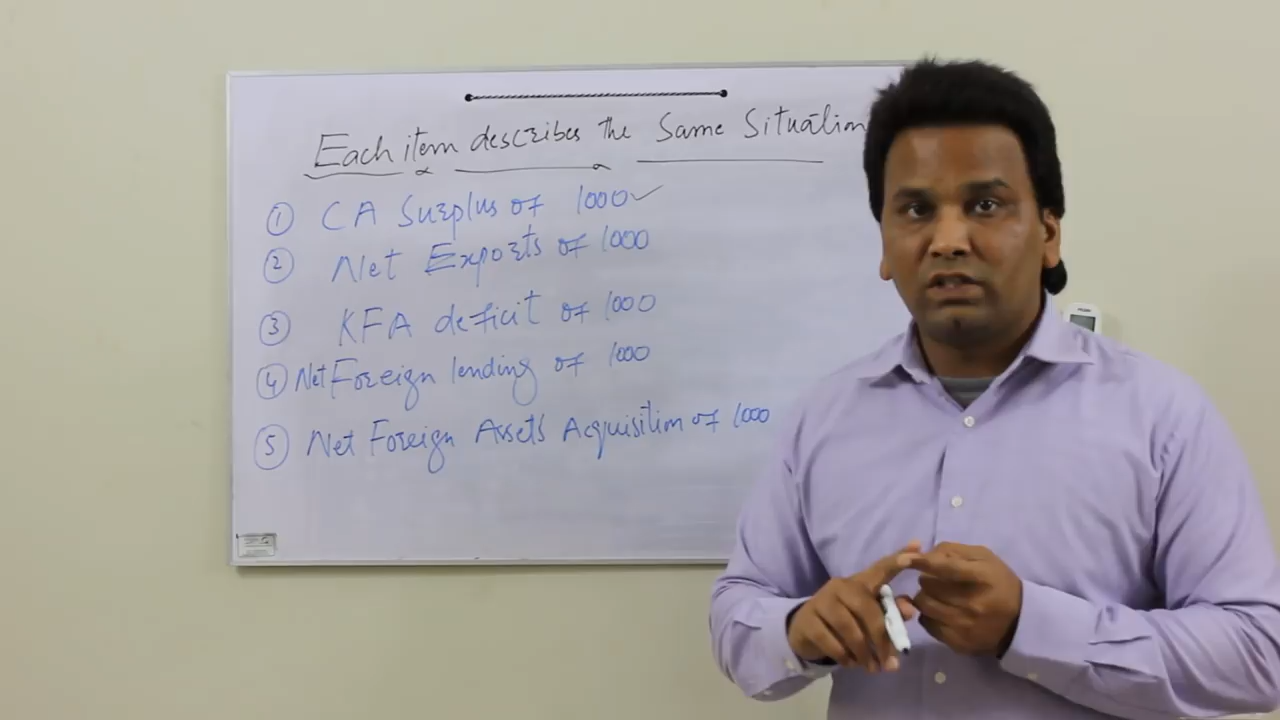 Each item describes the Same Situation
① CA Surplus of 1000 ✓
② Net Exports of 1000
③ KFA deficit of 1000
④ Net Foreign lending of 1000
⑤ Net Foreign Assets Acquisition of 1000